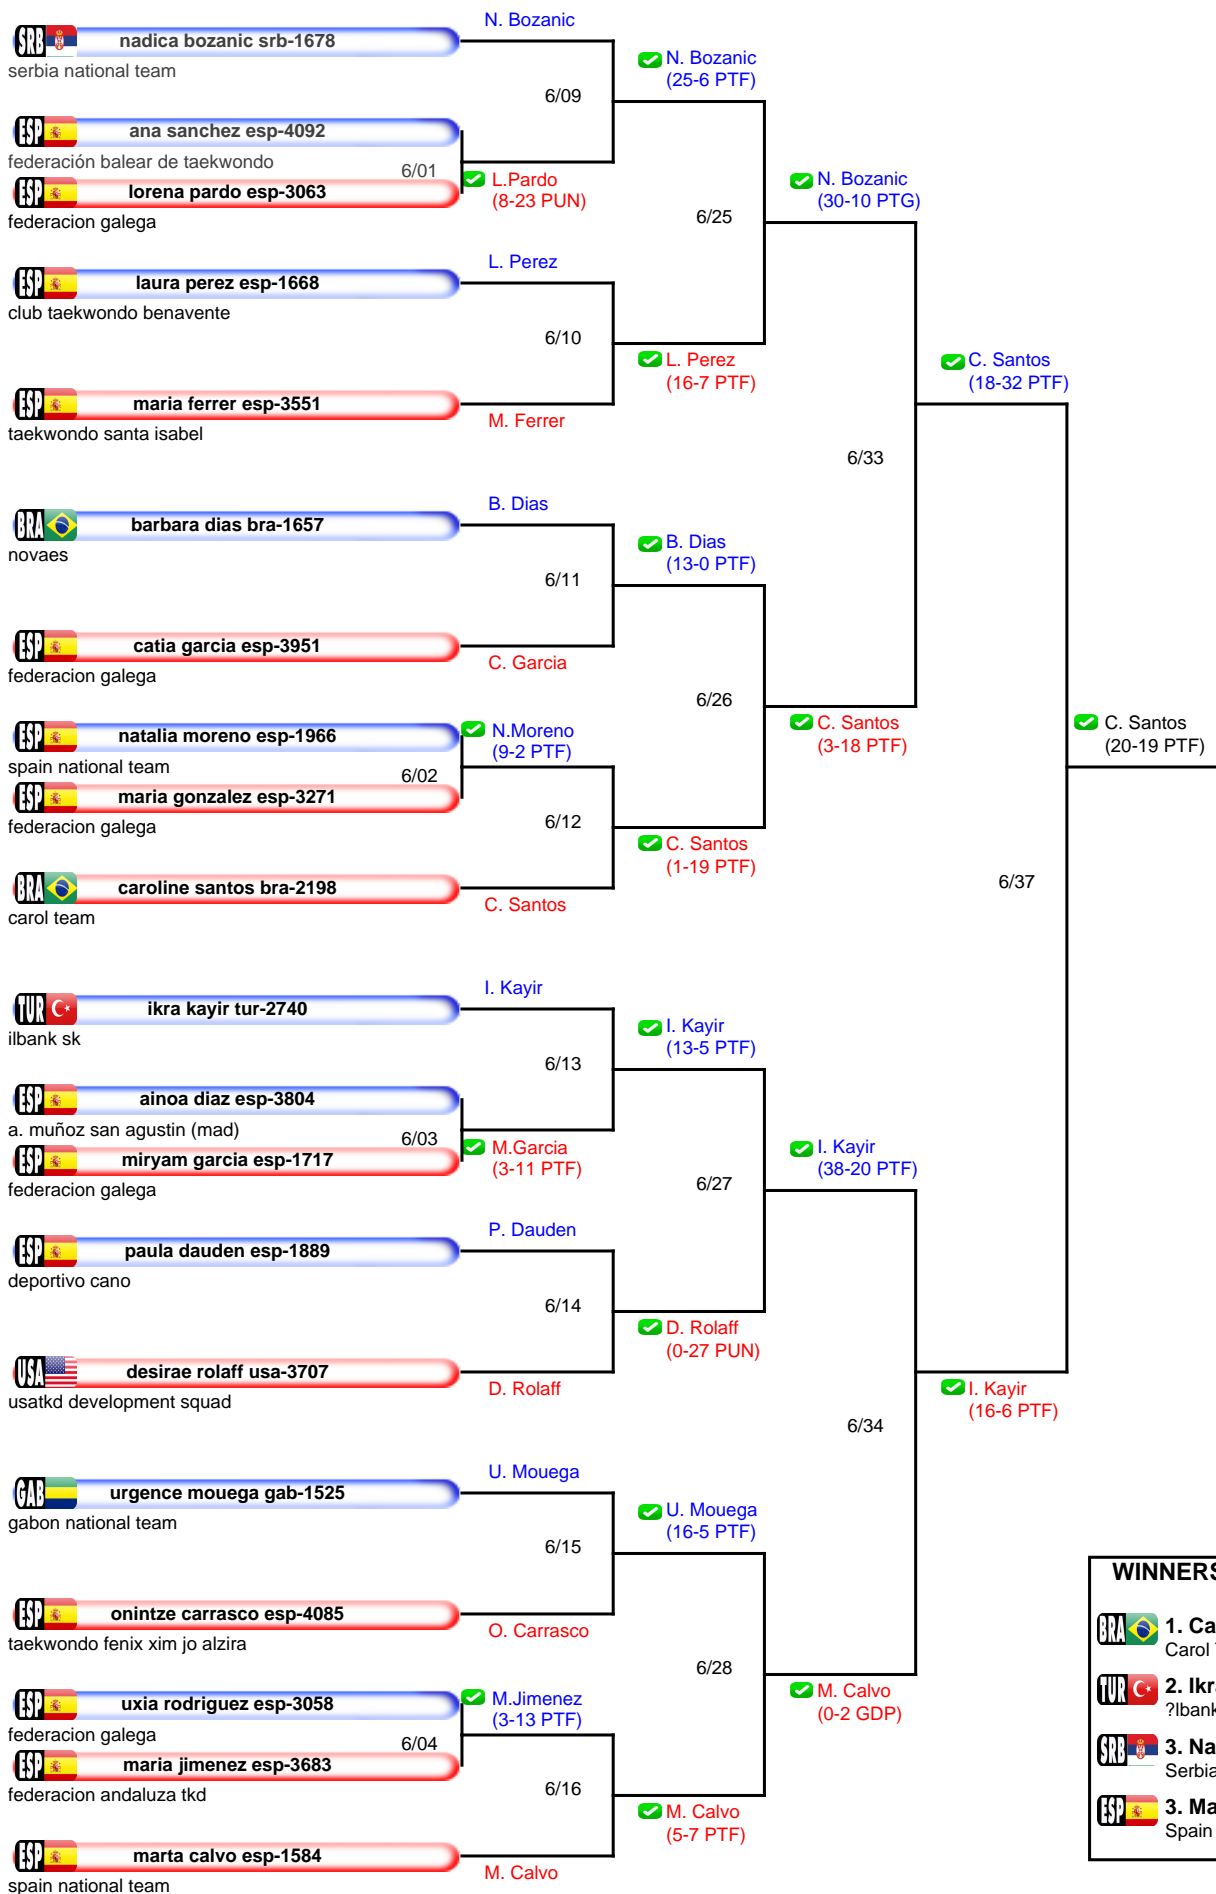 N. Bozanic
SRB nadica bozanic srb-1678
serbia national team
6/09
N. Bozanic
(25-6 PTF)
ESP ana sanchez esp-4092
federación balear de taekwondo
6/01
ESP lorena pardo esp-3063
federacion galega
L.Pardo
(8-23 PUN)
6/25
N. Bozanic
(30-10 PTG)
L. Perez
ESP laura perez esp-1668
club taekwondo benavente
6/10
L. Perez
(16-7 PTF)
ESP maria ferrer esp-3551
taekwondo santa isabel
M. Ferrer
C. Santos
(18-32 PTF)
6/33
B. Dias
BRA barbara dias bra-1657
novaes
6/11
B. Dias
(13-0 PTF)
ESP catia garcia esp-3951
federacion galega
C. Garcia
6/26
C. Santos
(3-18 PTF)
ESP natalia moreno esp-1966
spain national team
6/02
ESP maria gonzalez esp-3271
federacion galega
N.Moreno
(9-2 PTF)
6/12
C. Santos
(1-19 PTF)
BRA caroline santos bra-2198
carol team
C. Santos
C. Santos
(20-19 PTF)
6/37
I. Kayir
TUR ikra kayir tur-2740
ilbank sk
6/13
I. Kayir
(13-5 PTF)
ESP ainoa diaz esp-3804
a. muñoz san agustin (mad)
6/03
ESP miryam garcia esp-1717
federacion galega
M.Garcia
(3-11 PTF)
6/27
I. Kayir
(38-20 PTF)
P. Dauden
ESP paula dauden esp-1889
deportivo cano
6/14
D. Rolaff
(0-27 PUN)
USA desirae rolaff usa-3707
usatkd development squad
D. Rolaff
I. Kayir
(16-6 PTF)
6/34
U. Mouega
GAB urgence mouega gab-1525
gabon national team
6/15
U. Mouega
(16-5 PTF)
ESP onintze carrasco esp-4085
taekwondo fenix xim jo alzira
O. Carrasco
6/28
M. Calvo
(0-2 GDP)
ESP uxia rodriguez esp-3058
federacion galega
6/04
ESP maria jimenez esp-3683
federacion andaluza tkd
M.Jimenez
(3-13 PTF)
6/16
M. Calvo
(5-7 PTF)
ESP marta calvo esp-1584
spain national team
M. Calvo
WINNERS
BRA 1. Ca
Carol
TUR 2. Ikr
?lbank
SRB 3. Na
Serbia
ESP 3. Ma
Spain